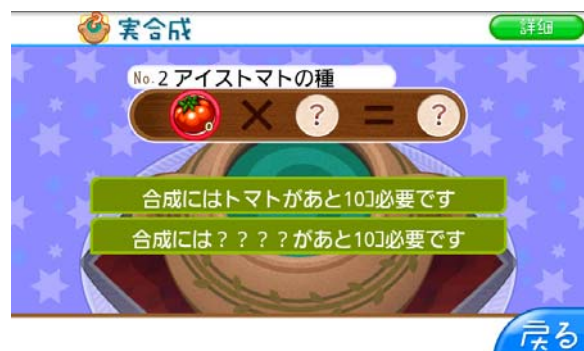 実合成
詳細
No.2 アイストマトの種
0 × ? = ?
合成にはトマトがあと10コ必要です
合成には????があと10コ必要です
戻る